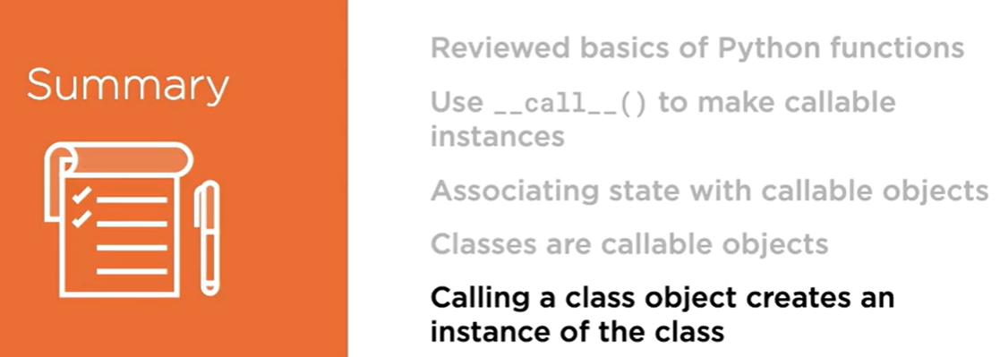 Summary
Reviewed basics of Python functions
Use __call__() to make callable
instances
Associating state with callable objects
Classes are callable objects
Calling a class object creates an
instance of the class